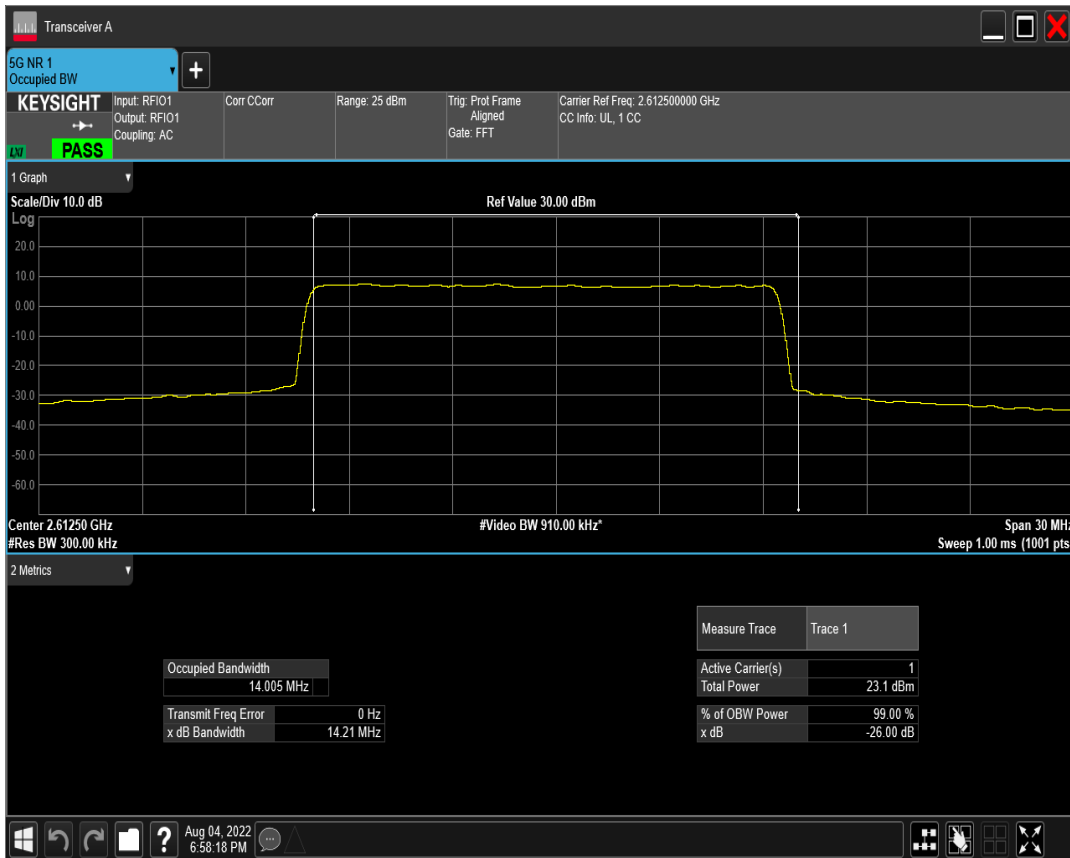 Transceiver A
5G NR 1
Occupied BW
+
KEYSIGHT
LXI
PASS
Input: RFIO1
Output: RFIO1
Coupling: AC
Corr CCorr
Range: 25 dBm
Trig: Prot Frame
Aligned
Gate: FFT
Carrier Ref Freq: 2.612500000 GHz
CC Info: UL, 1 CC
1 Graph
Scale/Div 10.0 dB
Ref Value 30.00 dBm
Log
20.0
10.0
0.00
-10.0
-20.0
-30.0
-40.0
-50.0
-60.0
Center 2.61250 GHz
#Video BW 910.00 kHz*
Span 30 MHz
#Res BW 300.00 kHz
Sweep 1.00 ms (1001 pts
2 Metrics
Measure Trace Trace 1
Occupied Bandwidth
14.005 MHz
Active Carrier(s) 1
Total Power 23.1 dBm
Transmit Freq Error 0 Hz
x dB Bandwidth 14.21 MHz
% of OBW Power 99.00 %
x dB -26.00 dB
?
Aug 04, 2022
6:58:18 PM